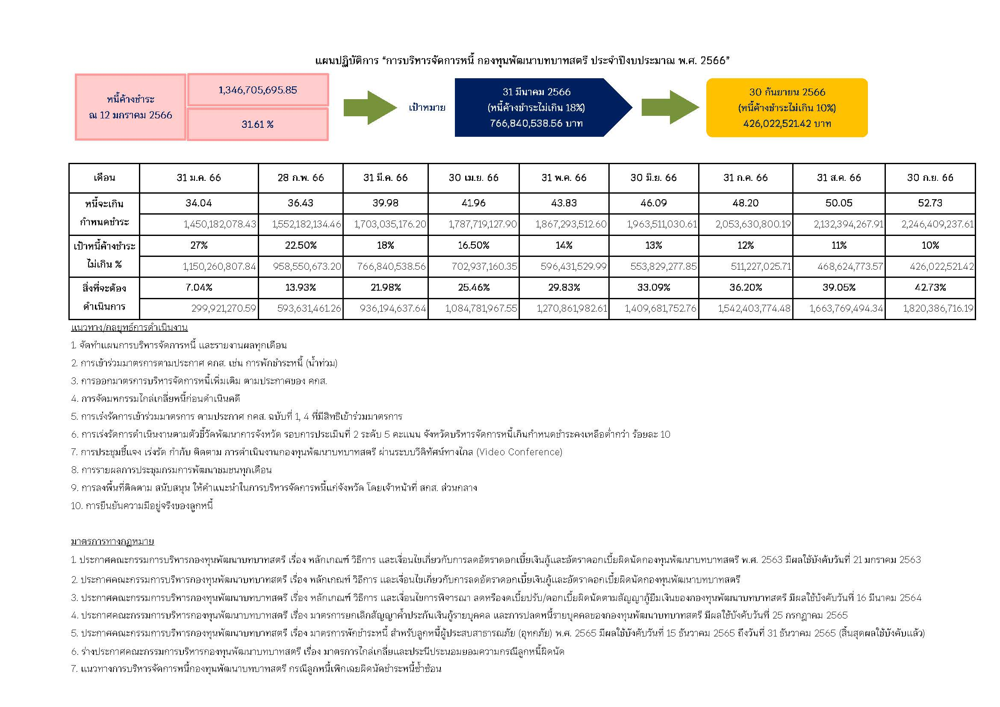 แผนปฏิบัติการ “การบริหารจัดการหนี้ กองทุนพัฒนาบทบาทสตรี ประจำปีงบประมาณ พ.ศ. 2566”
หนี้ค้างชำระ
ณ 12 มกราคม 2566
1,346,705,695.85
31.61 %
เป้าหมาย
31 มีนาคม 2566
(หนี้ค้างชำระไม่เกิน 18%)
766,840,538.56 บาท
30 กันยายน 2566
(หนี้ค้างชำระไม่เกิน 10%)
426,022,521.42 บาท
เดือน 31 ม.ค. 66 28 ก.พ. 66 31 มี.ค. 66 30 เม.ย. 66 31 พ.ค. 66 30 มิ.ย. 66 31 ก.ค. 66 31 ส.ค. 66 30 ก.ย. 66
หนี้จะเกิน 34.04 36.43 39.98 41.96 43.83 46.09 48.20 50.05 52.73
กำหนดชำระ 1,450,182,078.43 1,552,182,134.46 1,703,035,176.20 1,787,719,127.90 1,867,293,512.60 1,963,511,030.61 2,053,630,800.19 2,132,394,267.91 2,246,409,237.61
เป้าหนี้ค้างชำระ 27% 22.50% 18% 16.50% 14% 13% 12% 11% 10%
ไม่เกิน % 1,150,260,807.84 958,550,673.20 766,840,538.56 702,937,160.35 596,431,529.99 553,829,277.85 511,227,025.71 468,624,773.57 426,022,521.42
สิ่งที่จะต้อง 7.04% 13.93% 21.98% 25.46% 29.83% 33.09% 36.20% 39.05% 42.73%
ดำเนินการ 299,921,270.59 593,631,461.26 936,194,637.64 1,084,781,967.55 1,270,861,982.61 1,409,681,752.76 1,542,403,774.48 1,663,769,494.34 1,820,386,716.19
แนวทาง/กลยุทธ์การดำเนินงาน
1. จัดทำแผนการบริหารจัดการหนี้ และรายงานผลทุกเดือน
2. การเข้าร่วมมาตรการตามประกาศ คกส. เช่น การพักชำระหนี้ (น้ำท่วม)
3. การออกมาตรการบริหารจัดการหนี้เพิ่มเติม ตามประกาศของ คกส.
4. การจัดมหกรรมไกล่เกลี่ยหนี้ก่อนดำเนินคดี
5. การเร่งรัดการเข้าร่วมมาตรการ ตามประกาศ กคส. ฉบับที่ 1, 4 ที่มีสิทธิเข้าร่วมมาตรการ
6. การเร่งรัดการดำเนินงานตามตัวชี้วัดพัฒนาการจังหวัด รอบการประเมินที่ 2 ระดับ 5 คะแนน จังหวัดบริหารจัดการหนี้เกินกำหนดชำระคงเหลือต่ำกว่า ร้อยละ 10
7. การประชุมชี้แจง เร่งรัด กำกับ ติดตาม การดำเนินงานกองทุนพัฒนาบทบาทสตรี ผ่านระบบวีดิทัศน์ทางไกล (Video Conference)
8. การรายผลการประชุมกรมการพัฒนาชุมชนทุกเดือน
9. การลงพื้นที่ติดตาม สนับสนุน ให้คำแนะนำในการบริหารจัดการหนี้แก่จังหวัด โดยเจ้าหน้าที่ สกส. ส่วนกลาง
10. การยืนยันความมีอยู่จริงของลูกหนี้
มาตรการทางกฎหมาย
1. ประกาศคณะกรรมการบริหารกองทุนพัฒนาบทบาทสตรี เรื่อง หลักเกณฑ์ วิธีการ และเงื่อนไขเกี่ยวกับการลดอัตราดอกเบี้ยเงินกู้และอัตราดอกเบี้ยผิดนัดกองทุนพัฒนาบทบาทสตรี พ.ศ. 2563 มีผลใช้บังคับวันที่ 21 มกราคม 2563
2. ประกาศคณะกรรมการบริหารกองทุนพัฒนาบทบาทสตรี เรื่อง หลักเกณฑ์ วิธีการ และเงื่อนไขเกี่ยวกับการลดอัตราดอกเบี้ยเงินกู้และอัตราดอกเบี้ยผิดนัดกองทุนพัฒนาบทบาทสตรี
3. ประกาศคณะกรรมการบริหารกองทุนพัฒนาบทบาทสตรี เรื่อง หลักเกณฑ์ วิธีการ และเงื่อนไขการพิจารณา ลดหรืองดเบี้ยปรับ/ดอกเบี้ยผิดนัดตามสัญญากู้ยืมเงินของกองทุนพัฒนาบทบาทสตรี มีผลใช้บังคับวันที่ 16 มีนาคม 2564
4. ประกาศคณะกรรมการบริหารกองทุนพัฒนาบทบาทสตรี เรื่อง มาตรการยกเลิกสัญญาค้ำประกันเงินกู้รายบุคคล และการปลดหนี้รายบุคคลของกองทุนพัฒนาบทบาทสตรี มีผลใช้บังคับวันที่ 25 กรกฎาคม 2565
5. ประกาศคณะกรรมการบริหารกองทุนพัฒนาบทบาทสตรี เรื่อง มาตรการพักชำระหนี้ สำหรับลูกหนี้ผู้ประสบสาธารณภัย (อุทกภัย) พ.ศ. 2565 มีผลใช้บังคับวันที่ 15 ธันวาคม 2565 ถึงวันที่ 31 ธันวาคม 2565 (สิ้นสุดผลใช้บังคับแล้ว)
6. ร่างประกาศคณะกรรมการบริหารกองทุนพัฒนาบทบาทสตรี เรื่อง มาตรการไกล่เกลี่ยและประนีประนอมยอมความกรณีลูกหนี้ผิดนัด
7. แนวทางการบริหารจัดการหนี้กองทุนพัฒนาบทบาทสตรี กรณีลูกหนี้เพิกเฉยผิดนัดชำระหนี้ซ้ำซ้อน